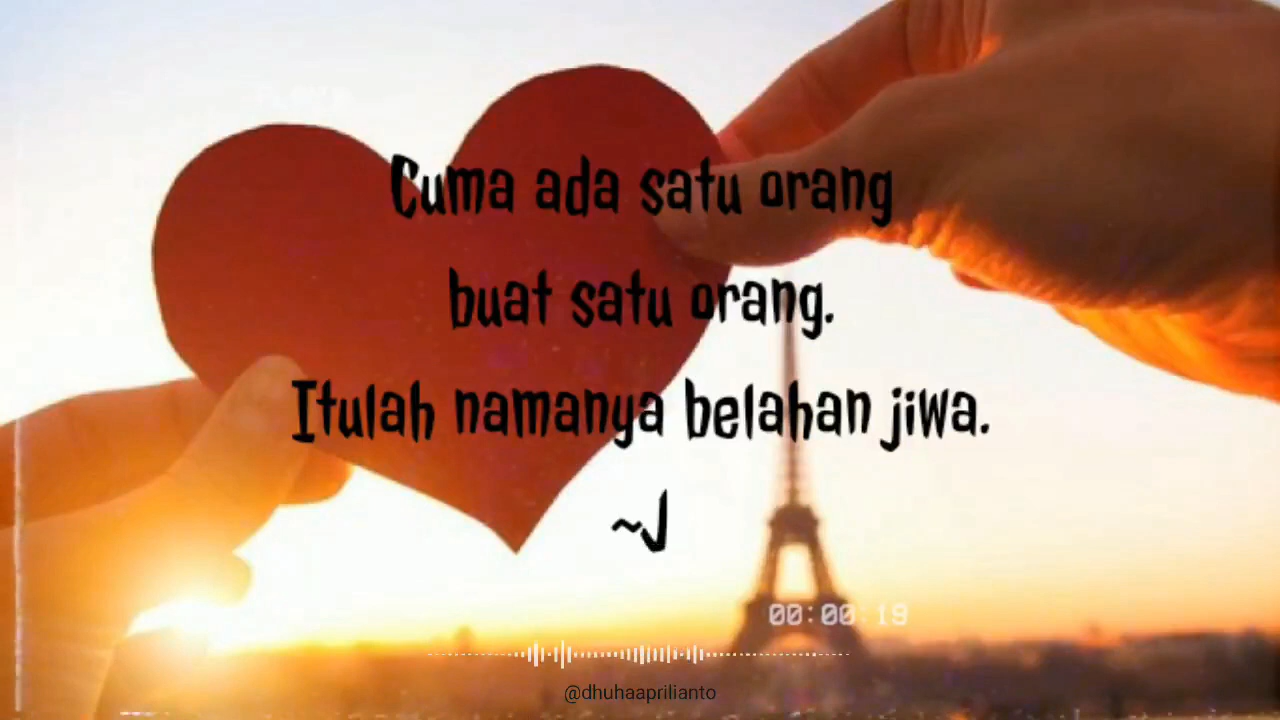 Cuma ada satu orang
buat satu orang.
Itulah namanya belahan jiwa.
~J
00:00:19
@dhuhaaprilianto